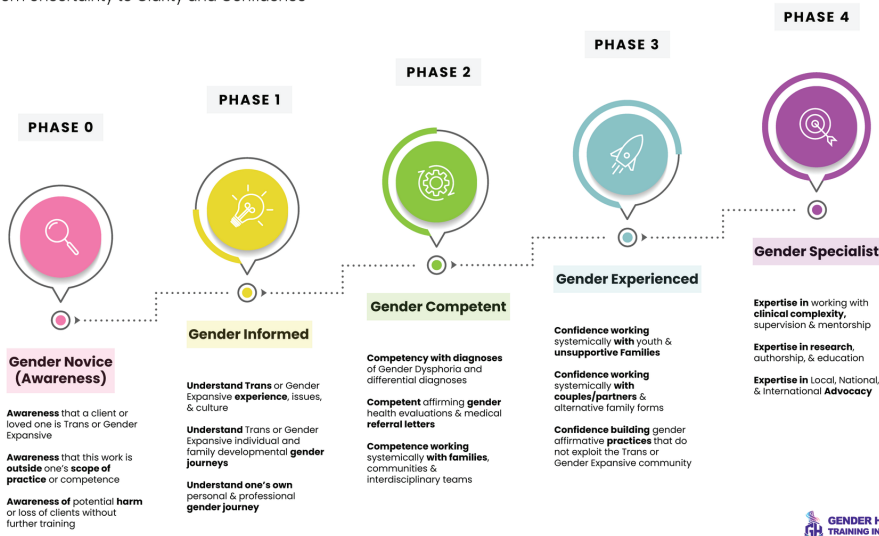 PHASE 0
PHASE 1
PHASE 2
PHASE 3
PHASE 4
Gender Novice
(Awareness)
Awareness that a client or
loved one is Trans or Gender
Expansive
Awareness that this work is
outside one's scope of
practice or competence
Awareness of potential harm
or loss of clients without
further training
Gender Informed
Understand Trans or Gender
Expansive experience, issues,
& culture
Understand Trans or Gender
Expansive individual and
family developmental gender
journeys
Understand one's own
personal & professional
gender journey
Gender Competent
Competency with diagnoses
of Gender Dysphoria and
differential diagnoses
Competent affirming gender
health evaluations & medical
referral letters
Competence working
systemically with families,
communities &
interdisciplinary teams
Gender Experienced
Confidence working
systemically with youth &
unsupportive Families
Confidence working
systemically with
couples/partners &
alternative family forms
Confidence building gender
affirmative practices that do
not exploit the Trans or
Gender Expansive community
Gender Specialist
Expertise in working with
clinical complexity,
supervision & mentorship
Expertise in research,
authorship, & education
Expertise in Local, National,
& International Advocacy
GENDER H
TRAINING IN